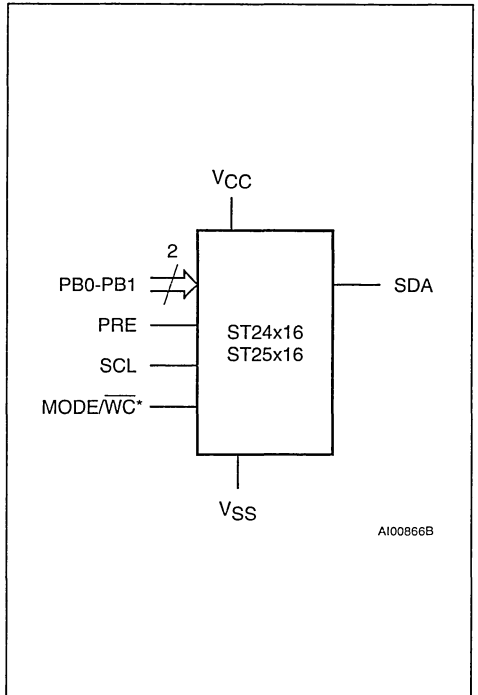 VCC
2
PB0-PB1
PRE
SCL
MODE/WC*
ST24x16
ST25x16
SDA
VSS
AI00866B